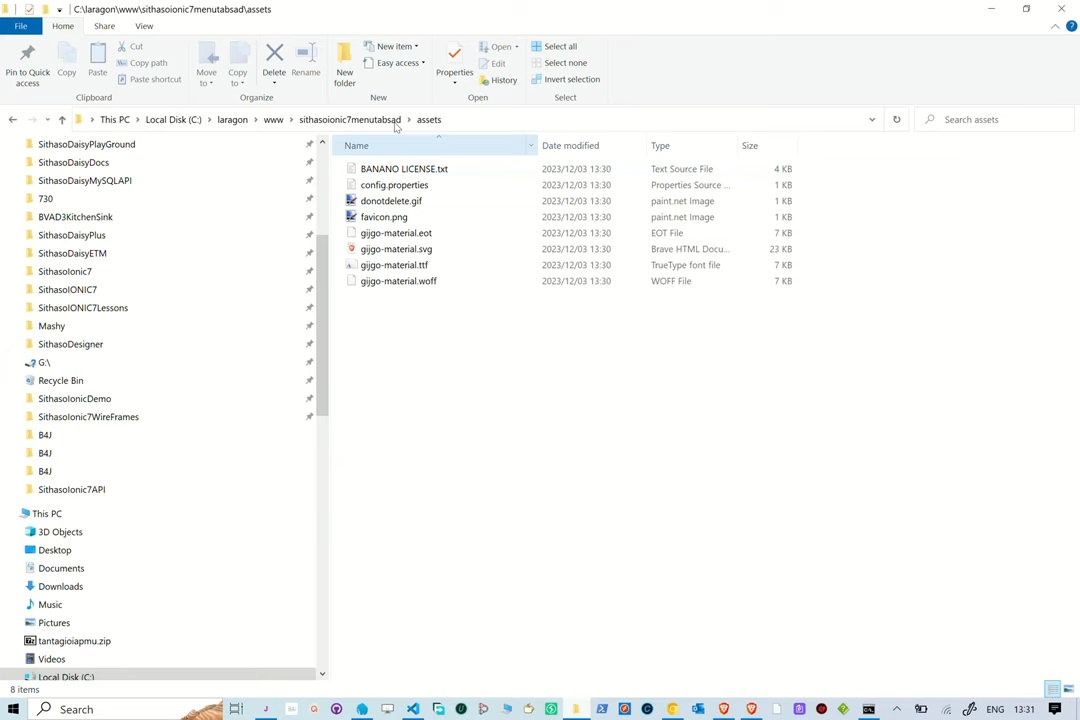 C:\laragon\www\sithasoionic7menutabsad\assets
File
Home
Share
View
Pin to Quick access
Copy
Paste
Cut
Copy path
Paste shortcut
Move to
Copy to
Delete
Rename
New folder
New item
Easy access
Properties
Open
Edit
History
Select all
Select none
Invert selection
Clipboard
Organize
New
Open
Select
This PC
Local Disk (C:)
laragon
www
sithasoionic7menutabsad
assets
Search assets
SithasoDaisyPlayGround
SithasoDaisyDocs
SithasoDaisyMySQLAPI
730
BVAD3KitchenSink
SithasoDaisyPlus
SithasoDaisyETM
SithasoIonic7
SithasoIONIC7
SithasoIONIC7Lessons
Mashy
SithasoDesigner
G:\
Recycle Bin
SithasoIonicDemo
SithasoIonic7WireFrames
B4J
B4J
B4J
SithasoIonic7API
This PC
3D Objects
Desktop
Documents
Downloads
Music
Pictures
tantagioiapmu.zip
Videos
Local Disk (C:)
Name Date modified Type Size
BANANO LICENSE.txt 2023/12/03 13:30 Text Source File 4 KB
config.properties 2023/12/03 13:30 Properties Source ... 1 KB
donotdelete.gif 2023/12/03 13:30 paint.net Image 1 KB
favicon.png 2023/12/03 13:30 paint.net Image 1 KB
gijgo-material.eot 2023/12/03 13:30 EOT File 7 KB
gijgo-material.svg 2023/12/03 13:30 Brave HTML Docu... 23 KB
gijgo-material.ttf 2023/12/03 13:30 TrueType font file 7 KB
gijgo-material.woff 2023/12/03 13:30 WOFF File 7 KB
8 items
Search
ENG
13:31